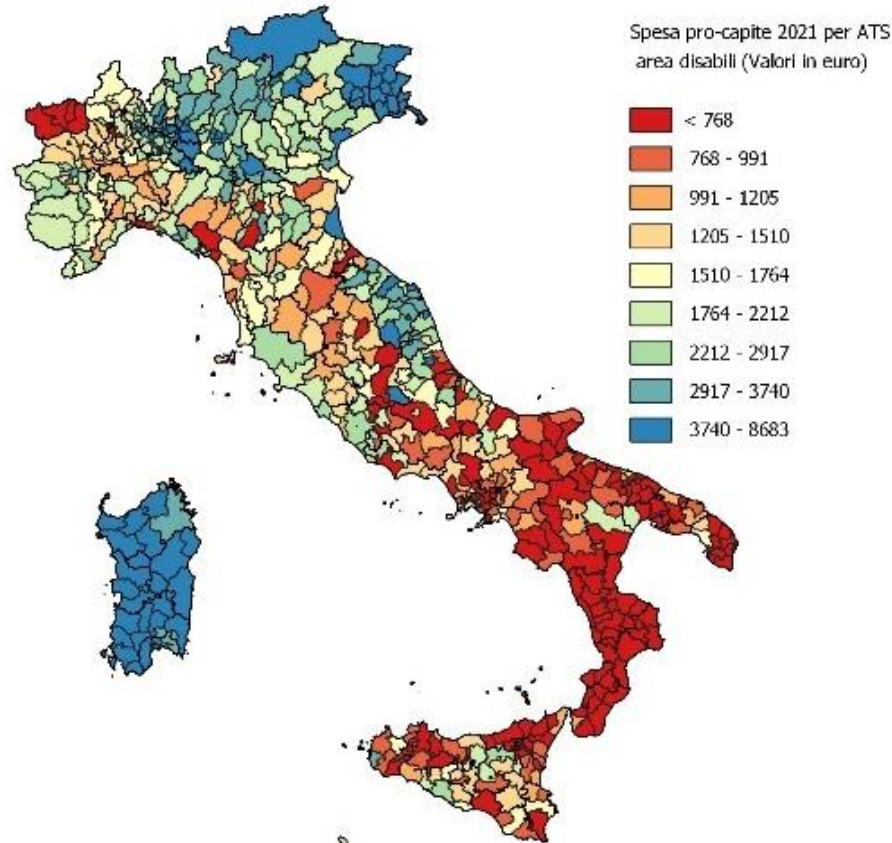 Spesa pro-capite 2021 per ATS
area disabili (Valori in euro)
< 768
768 - 991
991 - 1205
1205 - 1510
1510 - 1764
1764 - 2212
2212 - 2917
2917 - 3740
3740 - 8683